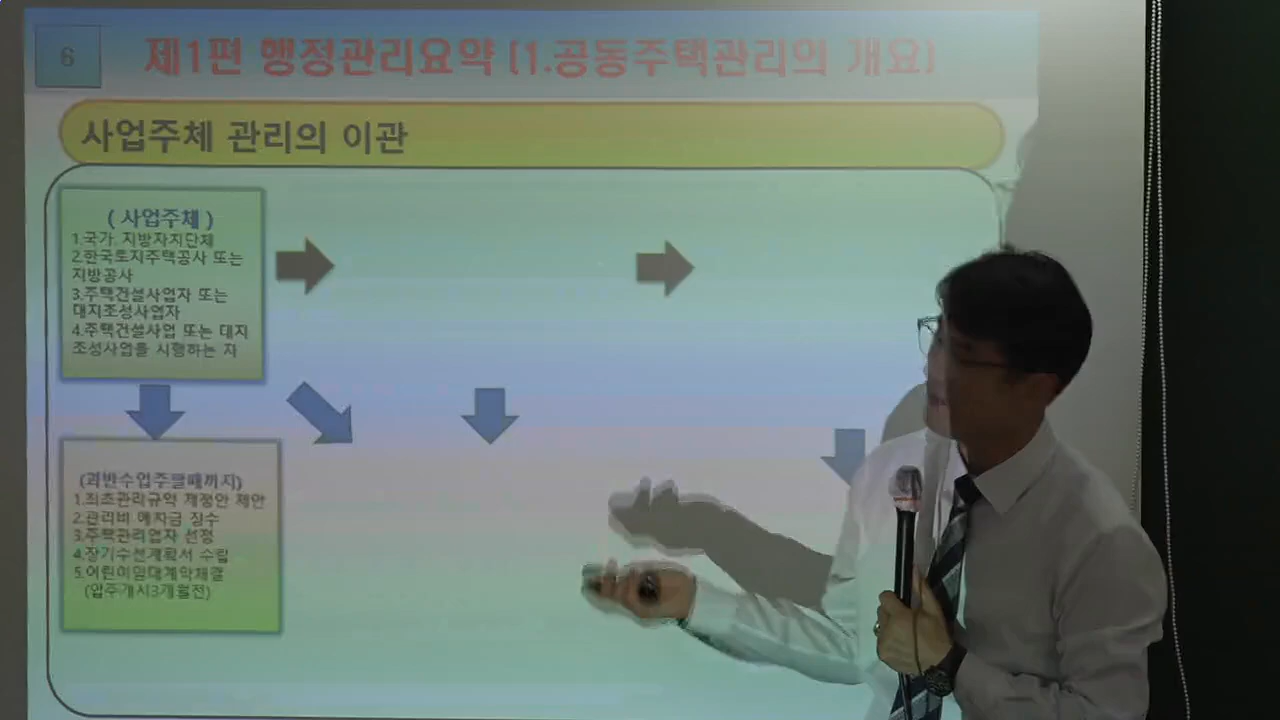 6
제1편 행정관리요약 (1.공동주택관리의 개요)
사업주체 관리의 이관
( 사업주체 )
1.국가, 지방자치단체
2.한국토지주택공사 또는
지방공사
3.주택건설사업자 또는
대지조성사업자
4.주택건설사업 또는 대지
조성사업을 시행하는 자
(과반수입주할때까지)
1.최초관리규약 제정안 제안
2.관리비 예치금 징수
3.주택관리업자 선정
4.장기수선계획서 수립
5.어린이임대계약체결
(입주개시3개월전)